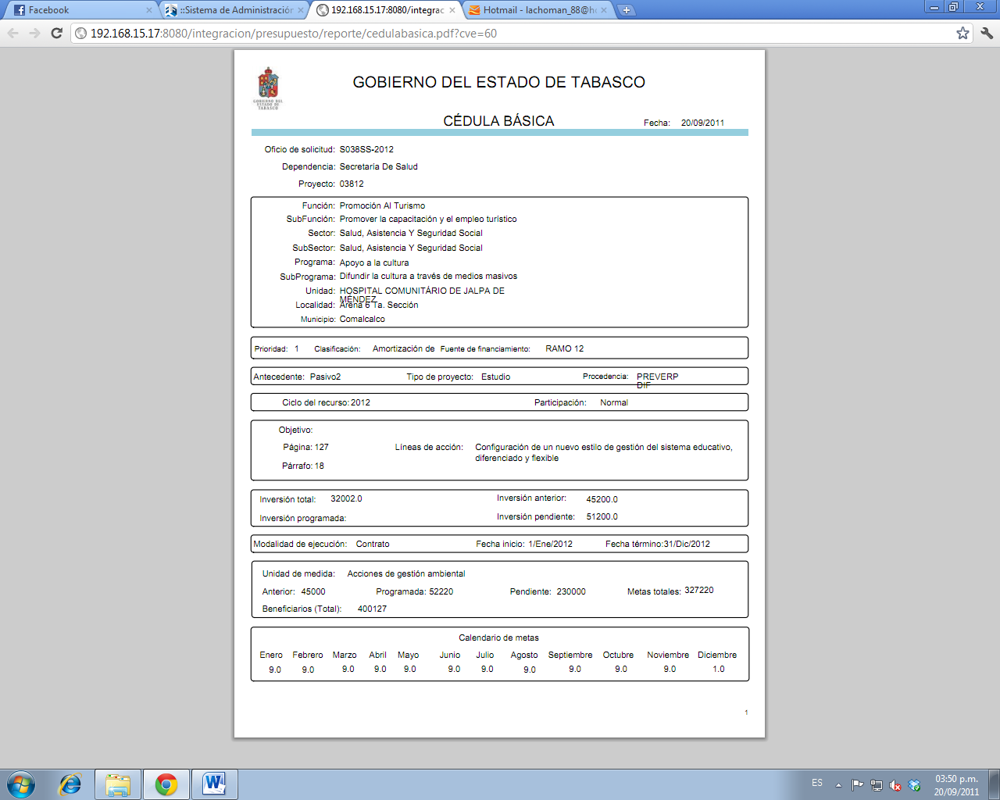 Facebook
::Sistema de Administración
192.168.15.17:8080/integrac
Hotmail - lachoman_88@ho
192.168.15.17:8080/integracion/presupuesto/reporte/cedulabasica.pdf?cve=60
GOBIERNO DEL
ESTADO DE
TABASCO
GOBIERNO DEL ESTADO DE TABASCO
CÉDULA BÁSICA
Fecha: 20/09/2011
Oficio de solicitud: S038SS-2012
Dependencia: Secretaría De Salud
Proyecto: 03812
Función: Promoción Al Turismo
SubFunción: Promover la capacitación y el empleo turístico
Sector: Salud, Asistencia Y Seguridad Social
SubSector: Salud, Asistencia Y Seguridad Social
Programa: Apoyo a la cultura
SubPrograma: Difundir la cultura a través de medios masivos
Unidad: HOSPITAL COMUNITÁRIO DE JALPA DE
MÉNDEZ
Localidad: Arena 6 Ta. Sección
Municipio: Comalcalco
Prioridad: 1 Clasificación: Amortización de Fuente de financiamiento: RAMO 12
Antecedente: Pasivo2 Tipo de proyecto: Estudio Procedencia: PREVERP
DIF
Ciclo del recurso: 2012 Participación: Normal
Objetivo:
Página: 127 Líneas de acción: Configuración de un nuevo estilo de gestión del sistema educativo,
diferenciado y flexible
Párrafo: 18
Inversión total: 32002.0 Inversión anterior: 45200.0
Inversión programada: Inversión pendiente: 51200.0
Modalidad de ejecución: Contrato Fecha inicio: 1/Ene/2012 Fecha término:31/Dic/2012
Unidad de medida: Acciones de gestión ambiental
Anterior: 45000 Programada: 52220 Pendiente: 230000 Metas totales: 327220
Beneficiarios (Total): 400127
Calendario de metas
Enero Febrero Marzo Abril Mayo Junio Julio Agosto Septiembre Octubre Noviembre Diciembre
9.0 9.0 9.0 9.0 9.0 9.0 9.0 9.0 9.0 9.0 9.0 1.0
1
ES
03:50 p.m.
20/09/2011